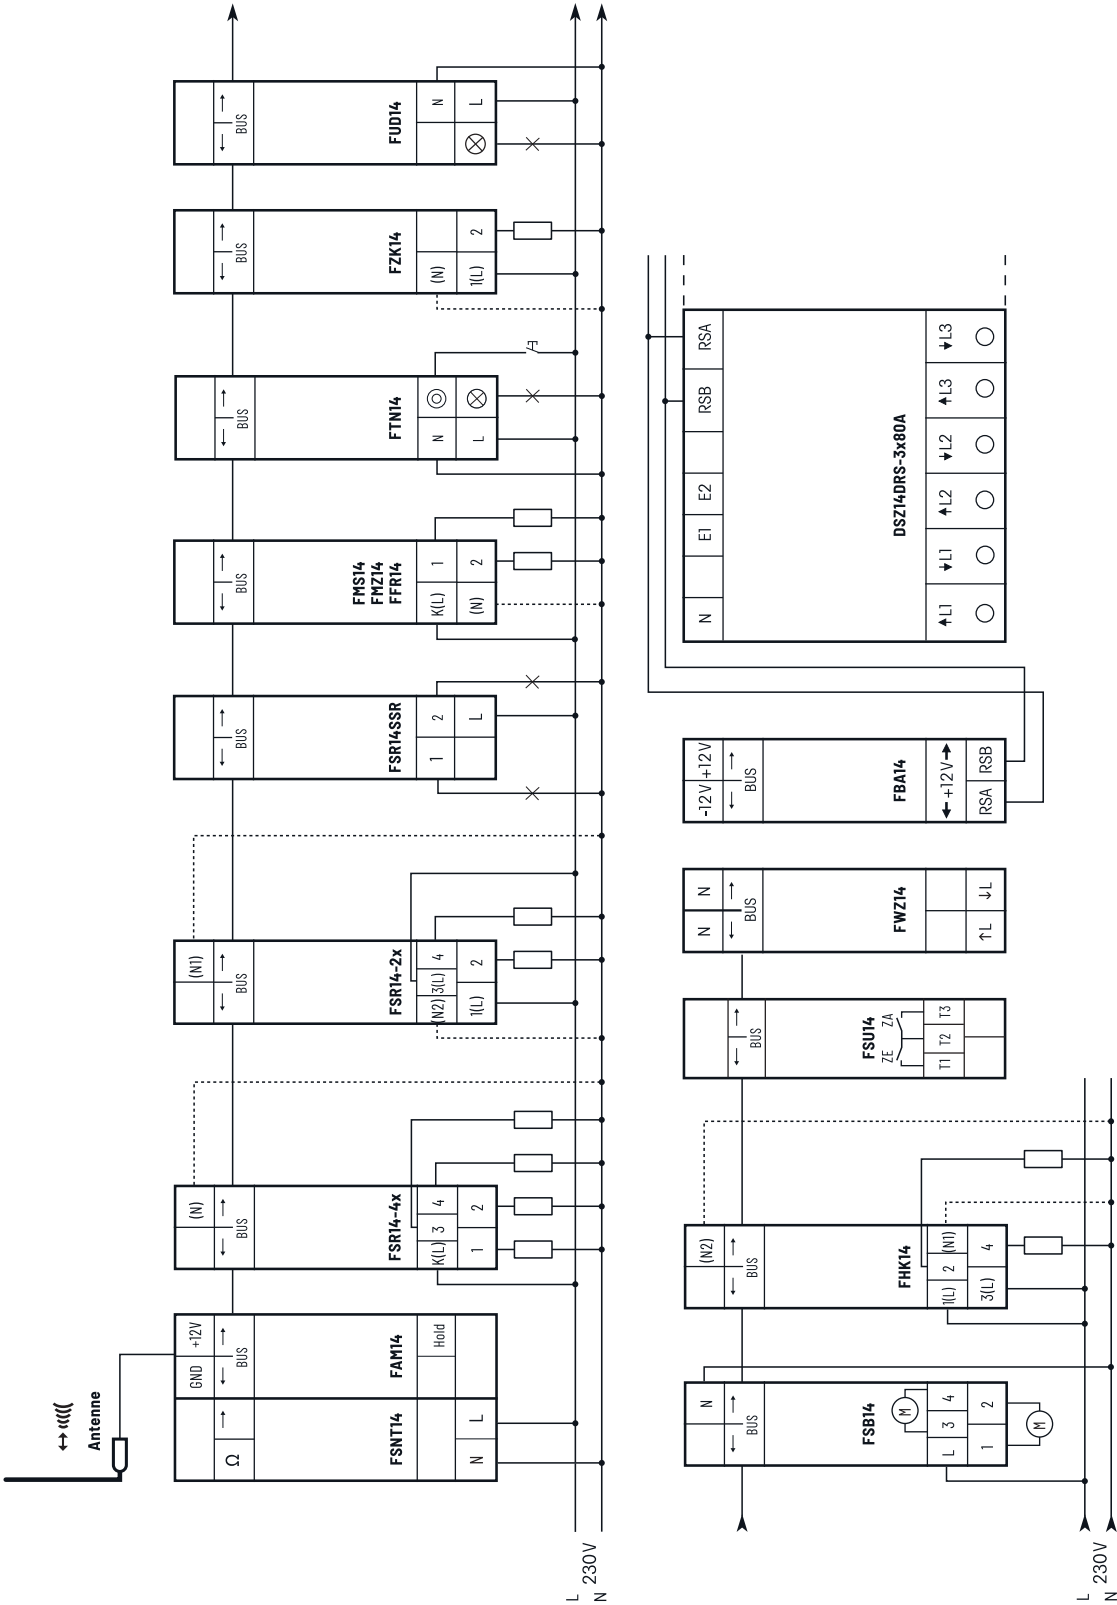 Antenne
Ω
FSNT14
N L
GND +12V
BUS
FAM14
Hold
(N)
BUS
FSR14-4x
K(L) 3 4
1 2
(N1)
BUS
FSR14-2x
(N2) 3(L) 4
1(L) 2
BUS
FSR14SSR
1 2
L
BUS
FMS14
FMZ14
FFR14
K(L) 1
(N) 2
BUS
FTN14
N
L
BUS
FZK14
(N)
1(L) 2
BUS
FUD14
N
L
L
230V
N
N
BUS
FSB14
M
L 3 4
1 2
M
(N2)
BUS
FHK14
1(L) 2 (N1)
3(L) 4
BUS
FSU14
ZE ZA
T1 T2 T3
N N
BUS
FWZ14
L L
-12V +12V
BUS
FBA14
+12V
RSA RSB
N E1 E2 RSB RSA
DSZ14DRS-3x80A
L1 L1 L2 L2 L3 L3
L
230V
N